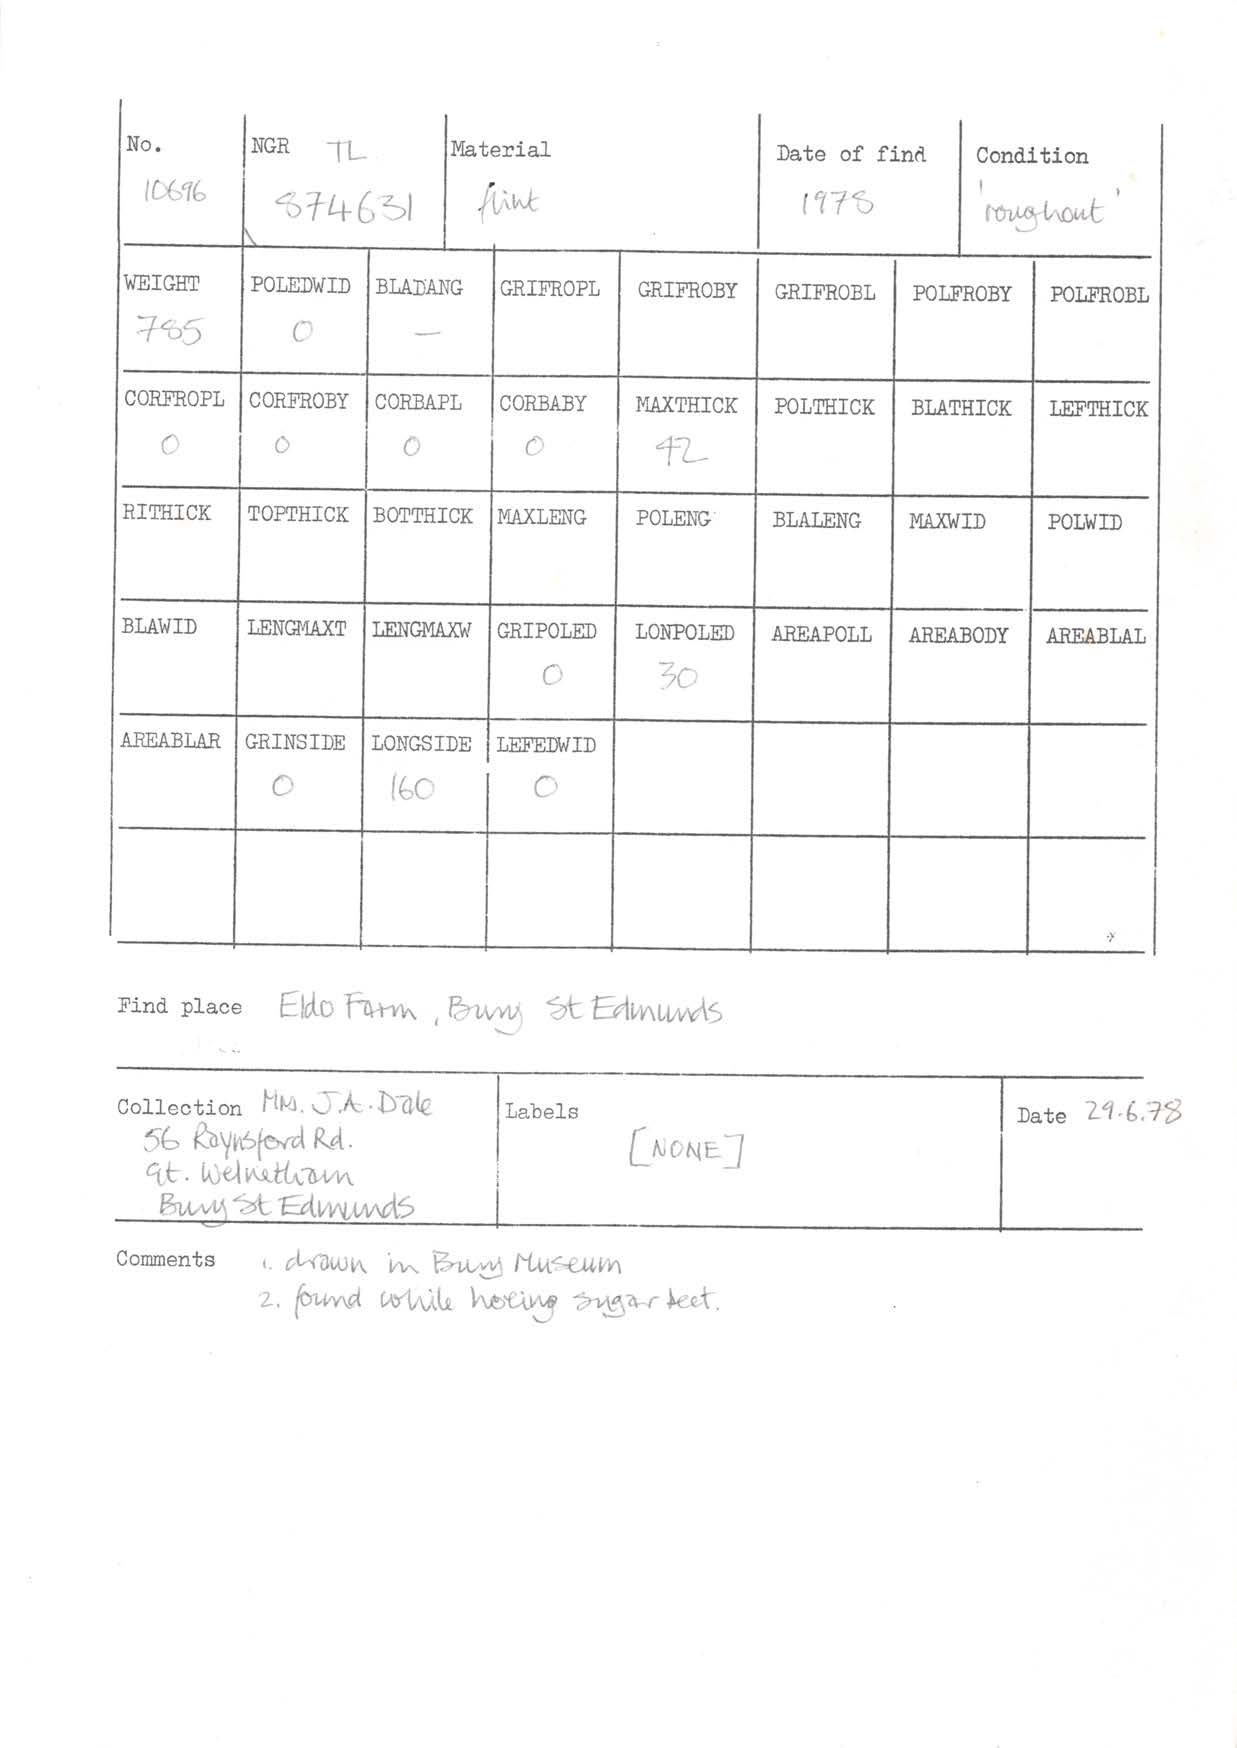 No. NGR TL Material Date of find Condition
10696 874631 flint 1978 'roughout'
WEIGHT POLEDWID BLADANG GRIFROPL GRIFROBY GRIFROBL POLFROBY POLFROBL
785 0 —
CORFROPL CORFROBY CORBAPL CORBABY MAXTHICK POLTHICK BLATHICK LEFTHICK
0 0 0 0 42
RITHICK TOPTHICK BOTTHICK MAXLENG POLENG BLALENG MAXWID POLWID
BLAWID LENGMAXT LENGMAXW GRIPOLED LONPOLED AREAPOLL AREABODY AREABLAL
0 30
AREABLAR GRINSIDE LONGSIDE LEFEDWID
0 160 0
Find place Eldo Farm, Bury St Edmunds
Collection Mrs. J.A. Dale
56 Raynsford Rd.
Gt. Welnetham
Bury St Edmunds
Labels
[NONE]
Date 29.6.78
Comments 1. drawn in Bury Museum
2. found while hoeing sugar beet.